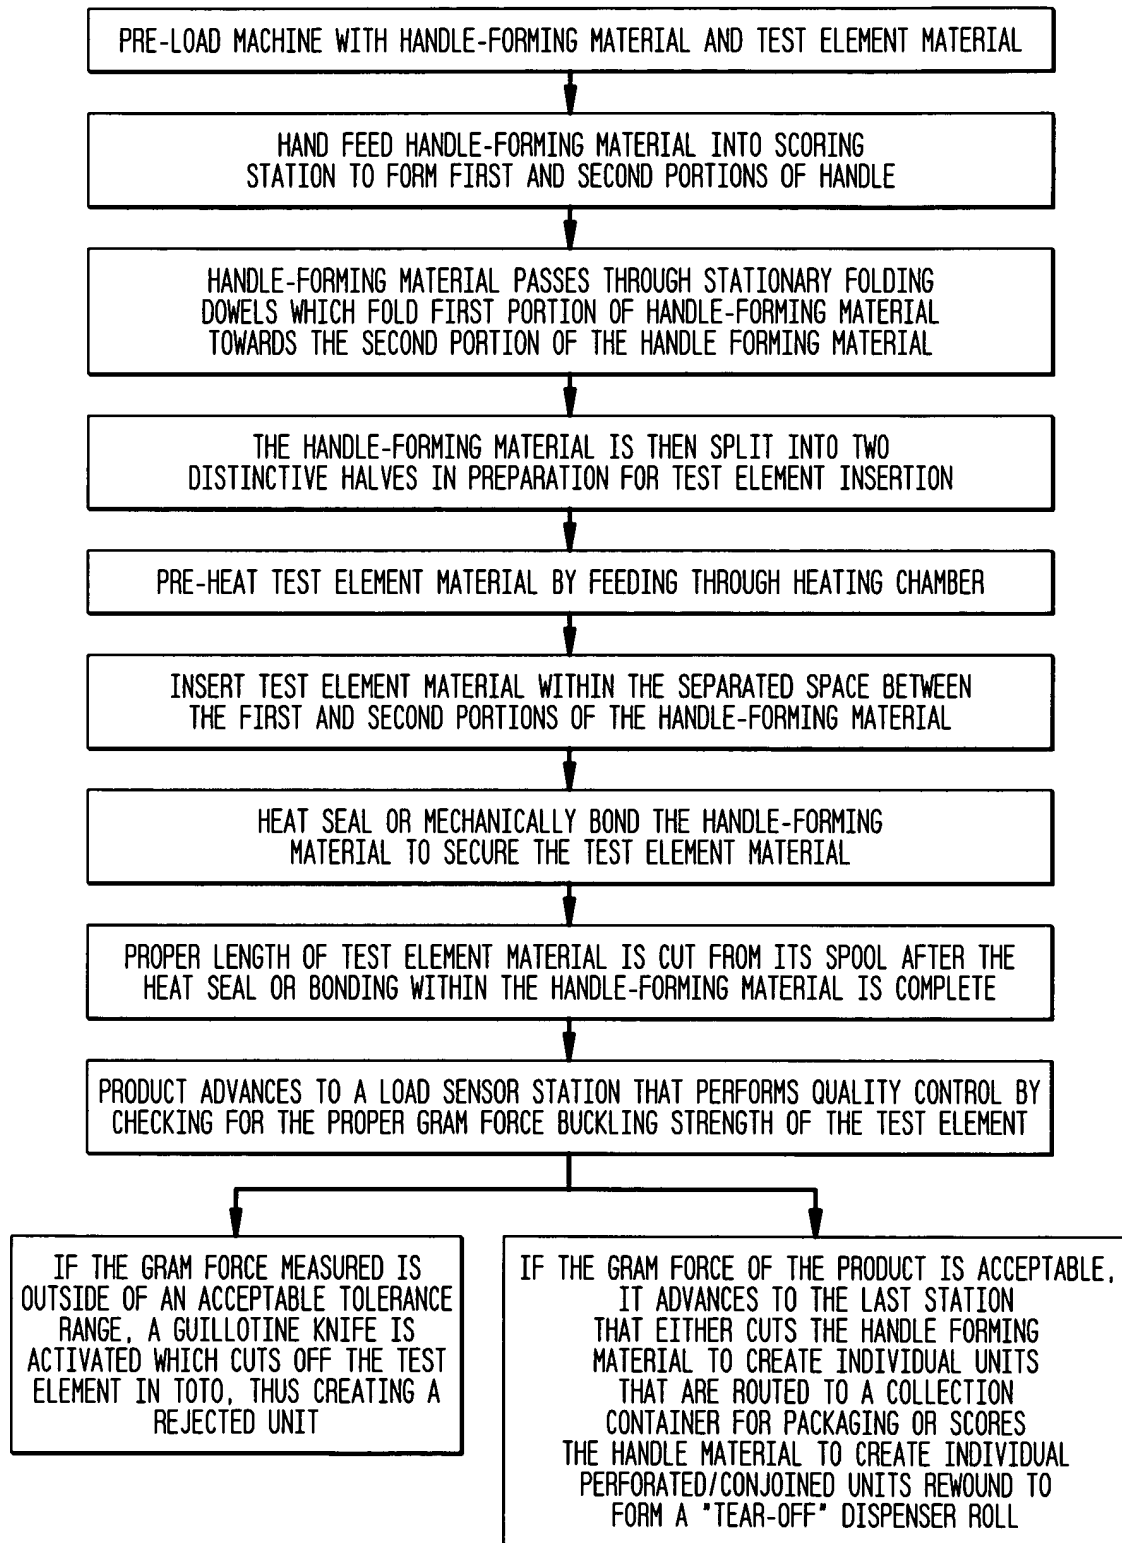 PRE-LOAD MACHINE WITH HANDLE-FORMING MATERIAL AND TEST ELEMENT MATERIAL
HAND FEED HANDLE-FORMING MATERIAL INTO SCORING
STATION TO FORM FIRST AND SECOND PORTIONS OF HANDLE
HANDLE-FORMING MATERIAL PASSES THROUGH STATIONARY FOLDING
DOWELS WHICH FOLD FIRST PORTION OF HANDLE-FORMING MATERIAL
TOWARDS THE SECOND PORTION OF THE HANDLE FORMING MATERIAL
THE HANDLE-FORMING MATERIAL IS THEN SPLIT INTO TWO
DISTINCTIVE HALVES IN PREPARATION FOR TEST ELEMENT INSERTION
PRE-HEAT TEST ELEMENT MATERIAL BY FEEDING THROUGH HEATING CHAMBER
INSERT TEST ELEMENT MATERIAL WITHIN THE SEPARATED SPACE BETWEEN
THE FIRST AND SECOND PORTIONS OF THE HANDLE-FORMING MATERIAL
HEAT SEAL OR MECHANICALLY BOND THE HANDLE-FORMING
MATERIAL TO SECURE THE TEST ELEMENT MATERIAL
PROPER LENGTH OF TEST ELEMENT MATERIAL IS CUT FROM ITS SPOOL AFTER THE
HEAT SEAL OR BONDING WITHIN THE HANDLE-FORMING MATERIAL IS COMPLETE
PRODUCT ADVANCES TO A LOAD SENSOR STATION THAT PERFORMS QUALITY CONTROL BY
CHECKING FOR THE PROPER GRAM FORCE BUCKLING STRENGTH OF THE TEST ELEMENT
IF THE GRAM FORCE MEASURED IS
OUTSIDE OF AN ACCEPTABLE TOLERANCE
RANGE, A GUILLOTINE KNIFE IS
ACTIVATED WHICH CUTS OFF THE TEST
ELEMENT IN TOTO, THUS CREATING A
REJECTED UNIT
IF THE GRAM FORCE OF THE PRODUCT IS ACCEPTABLE,
IT ADVANCES TO THE LAST STATION
THAT EITHER CUTS THE HANDLE FORMING
MATERIAL TO CREATE INDIVIDUAL UNITS
THAT ARE ROUTED TO A COLLECTION
CONTAINER FOR PACKAGING OR SCORES
THE HANDLE MATERIAL TO CREATE INDIVIDUAL
PERFORATED/CONJOINED UNITS REWOUND TO
FORM A "TEAR-OFF" DISPENSER ROLL